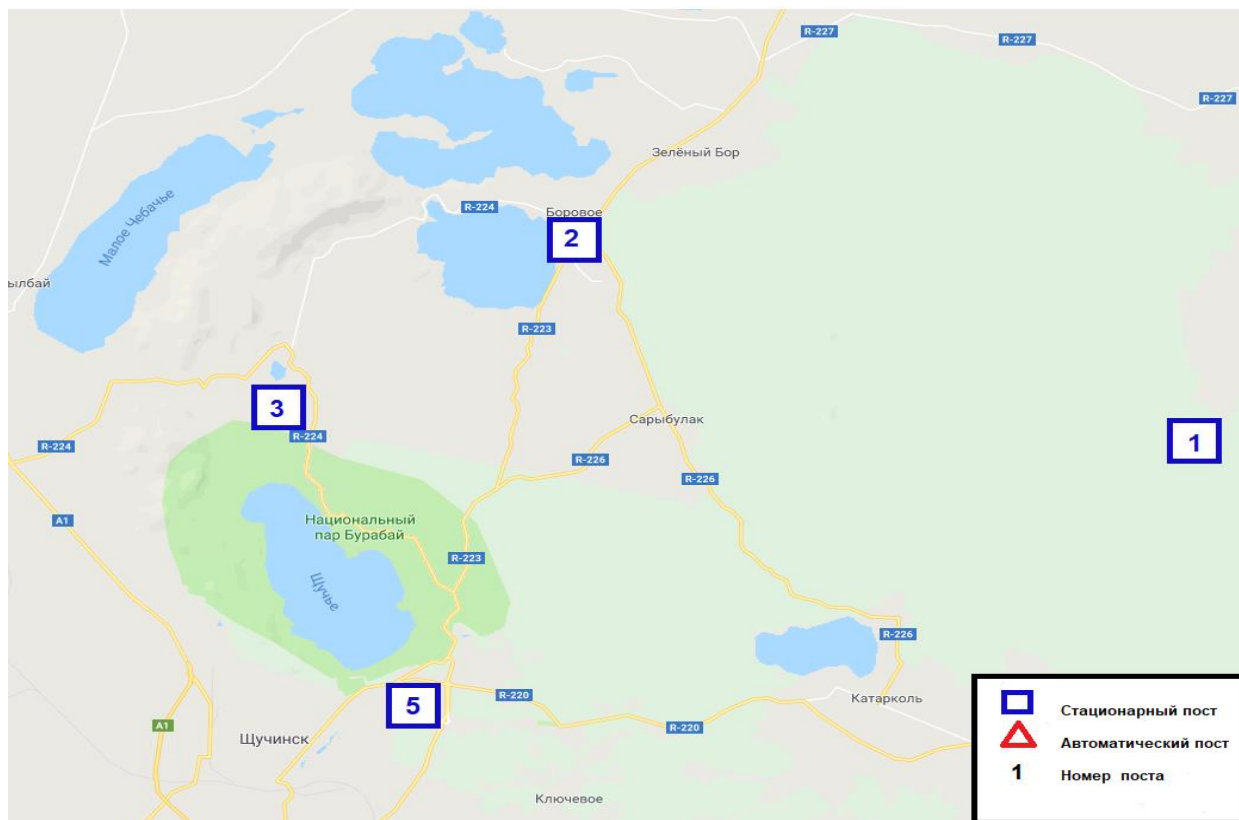 R-227
R-227
R-227
Зелёный Бор
Малое Чебачье
R-224
Боровое
2
ылбай
R-223
3
Сарыбулак
1
R-224
R-224
R-226
R-226
A1
Национальный
пар Бурабай
R-223
Щучье
R-226
R-220
Катарколь
5
R-220
A1
Щучинск
Ключевое
Стационарный пост
Автоматический пост
1 Номер поста